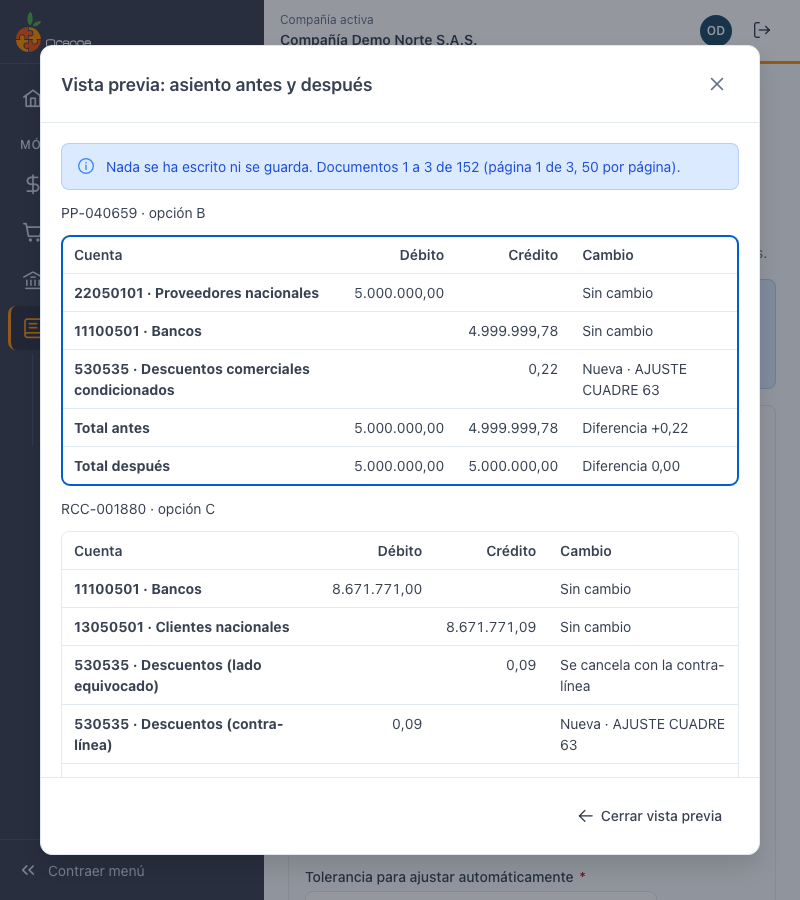 Compañía activa
Compañía Demo Norte S.A.S.
OD
Orange
MÓ
Vista previa: asiento antes y después
Nada se ha escrito ni se guarda. Documentos 1 a 3 de 152 (página 1 de 3, 50 por página).
PP-040659 · opción B
Cuenta Débito Crédito Cambio
22050101 · Proveedores nacionales 5.000.000,00 Sin cambio
11100501 · Bancos 4.999.999,78 Sin cambio
530535 · Descuentos comerciales condicionados 0,22 Nueva · AJUSTE CUADRE 63
Total antes 5.000.000,00 4.999.999,78 Diferencia +0,22
Total después 5.000.000,00 5.000.000,00 Diferencia 0,00
RCC-001880 · opción C
Cuenta Débito Crédito Cambio
11100501 · Bancos 8.671.771,00 Sin cambio
13050501 · Clientes nacionales 8.671.771,09 Sin cambio
530535 · Descuentos (lado equivocado) 0,09 Se cancela con la contra-línea
530535 · Descuentos (contra-línea) 0,09 Nueva · AJUSTE CUADRE 63
Cerrar vista previa
Contraer menú
Tolerancia para ajustar automáticamente *